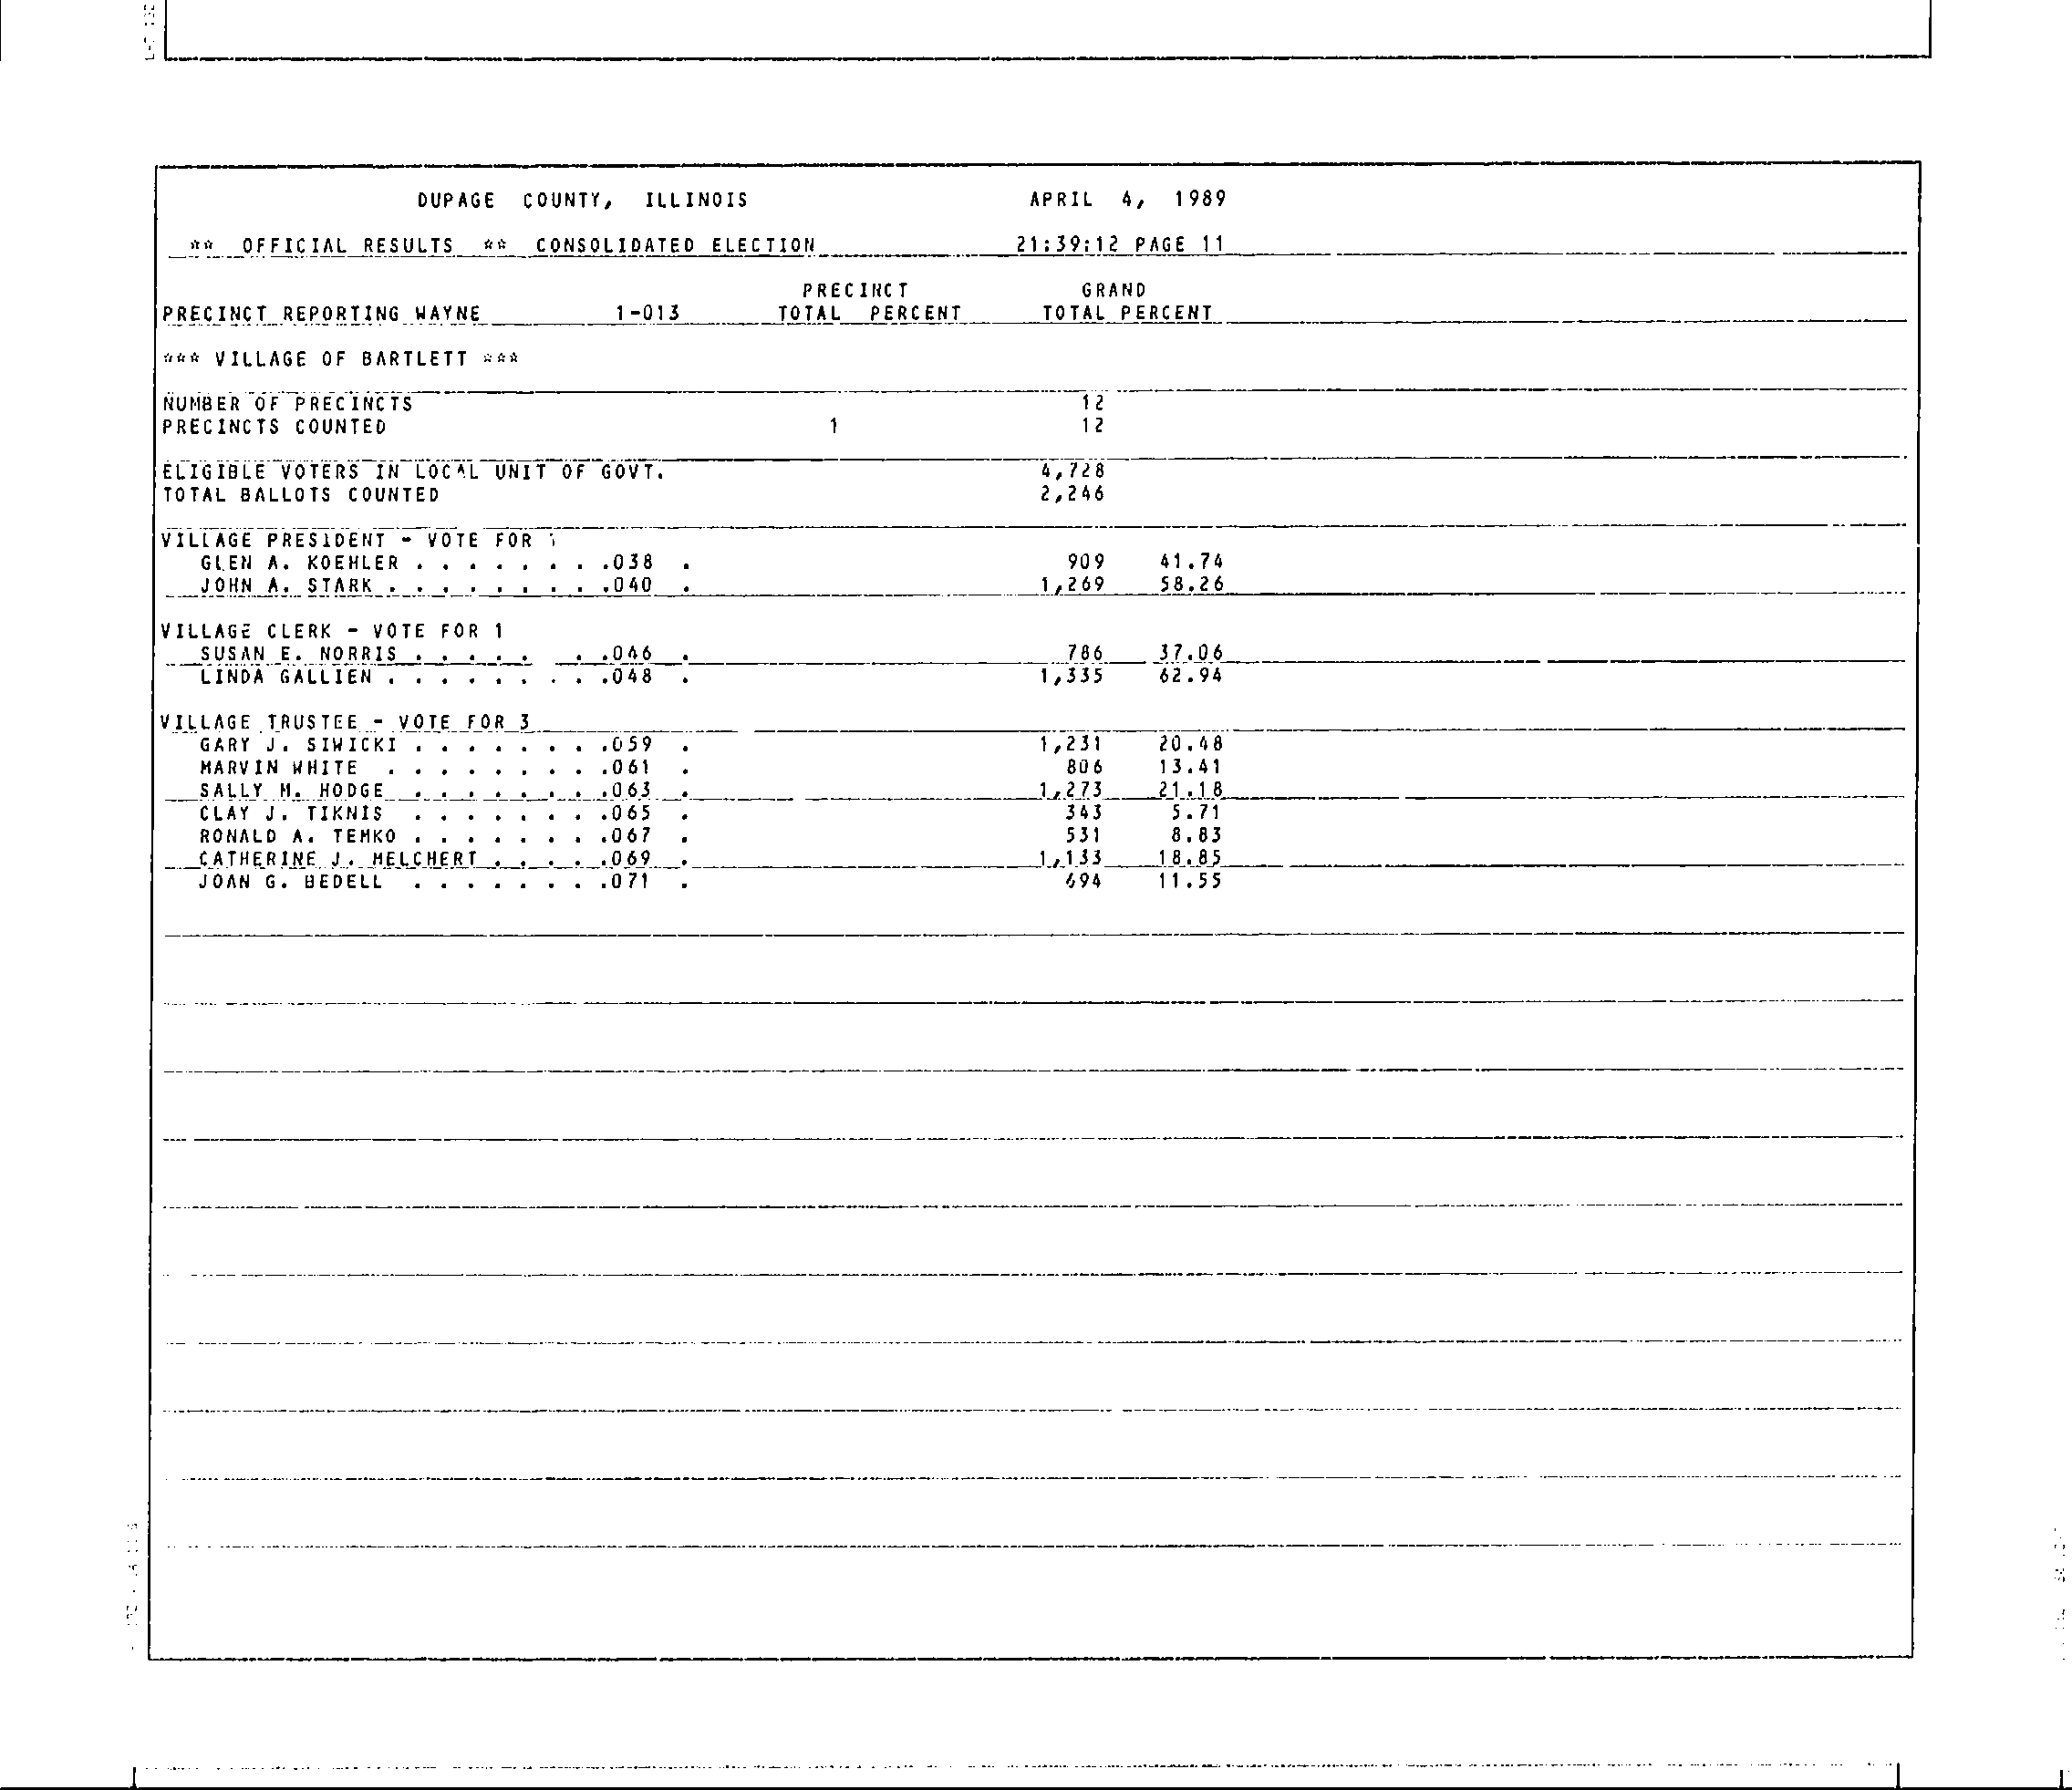 DUPAGE COUNTY, ILLINOIS APRIL 4, 1989
** OFFICIAL RESULTS ** CONSOLIDATED ELECTION 21:39:12 PAGE 11
PRECINCT GRAND
PRECINCT REPORTING WAYNE 1-013 TOTAL PERCENT TOTAL PERCENT
*** VILLAGE OF BARTLETT ***
NUMBER OF PRECINCTS 12
PRECINCTS COUNTED 1 12
ELIGIBLE VOTERS IN LOCAL UNIT OF GOVT. 4,728
TOTAL BALLOTS COUNTED 2,246
VILLAGE PRESIDENT - VOTE FOR 1
GLEN A. KOEHLER . . . . . . . .038 . 909 41.74
JOHN A. STARK . . . . . . . . .040 . 1,269 58.26
VILLAGE CLERK - VOTE FOR 1
SUSAN E. NORRIS . . . . . . .046 . 786 37.06
LINDA GALLIEN . . . . . . . . .048 . 1,335 62.94
VILLAGE TRUSTEE - VOTE FOR 3
GARY J. SIWICKI . . . . . . . .059 . 1,231 20.48
MARVIN WHITE . . . . . . . . .061 . 806 13.41
SALLY M. HODGE . . . . . . . .063 . 1,273 21.18
CLAY J. TIKNIS . . . . . . . .065 . 343 5.71
RONALD A. TEMKO . . . . . . . .067 . 531 8.83
CATHERINE J. MELCHERT . . . . .069 . 1,133 18.85
JOAN G. BEDELL . . . . . . . .071 . 694 11.55